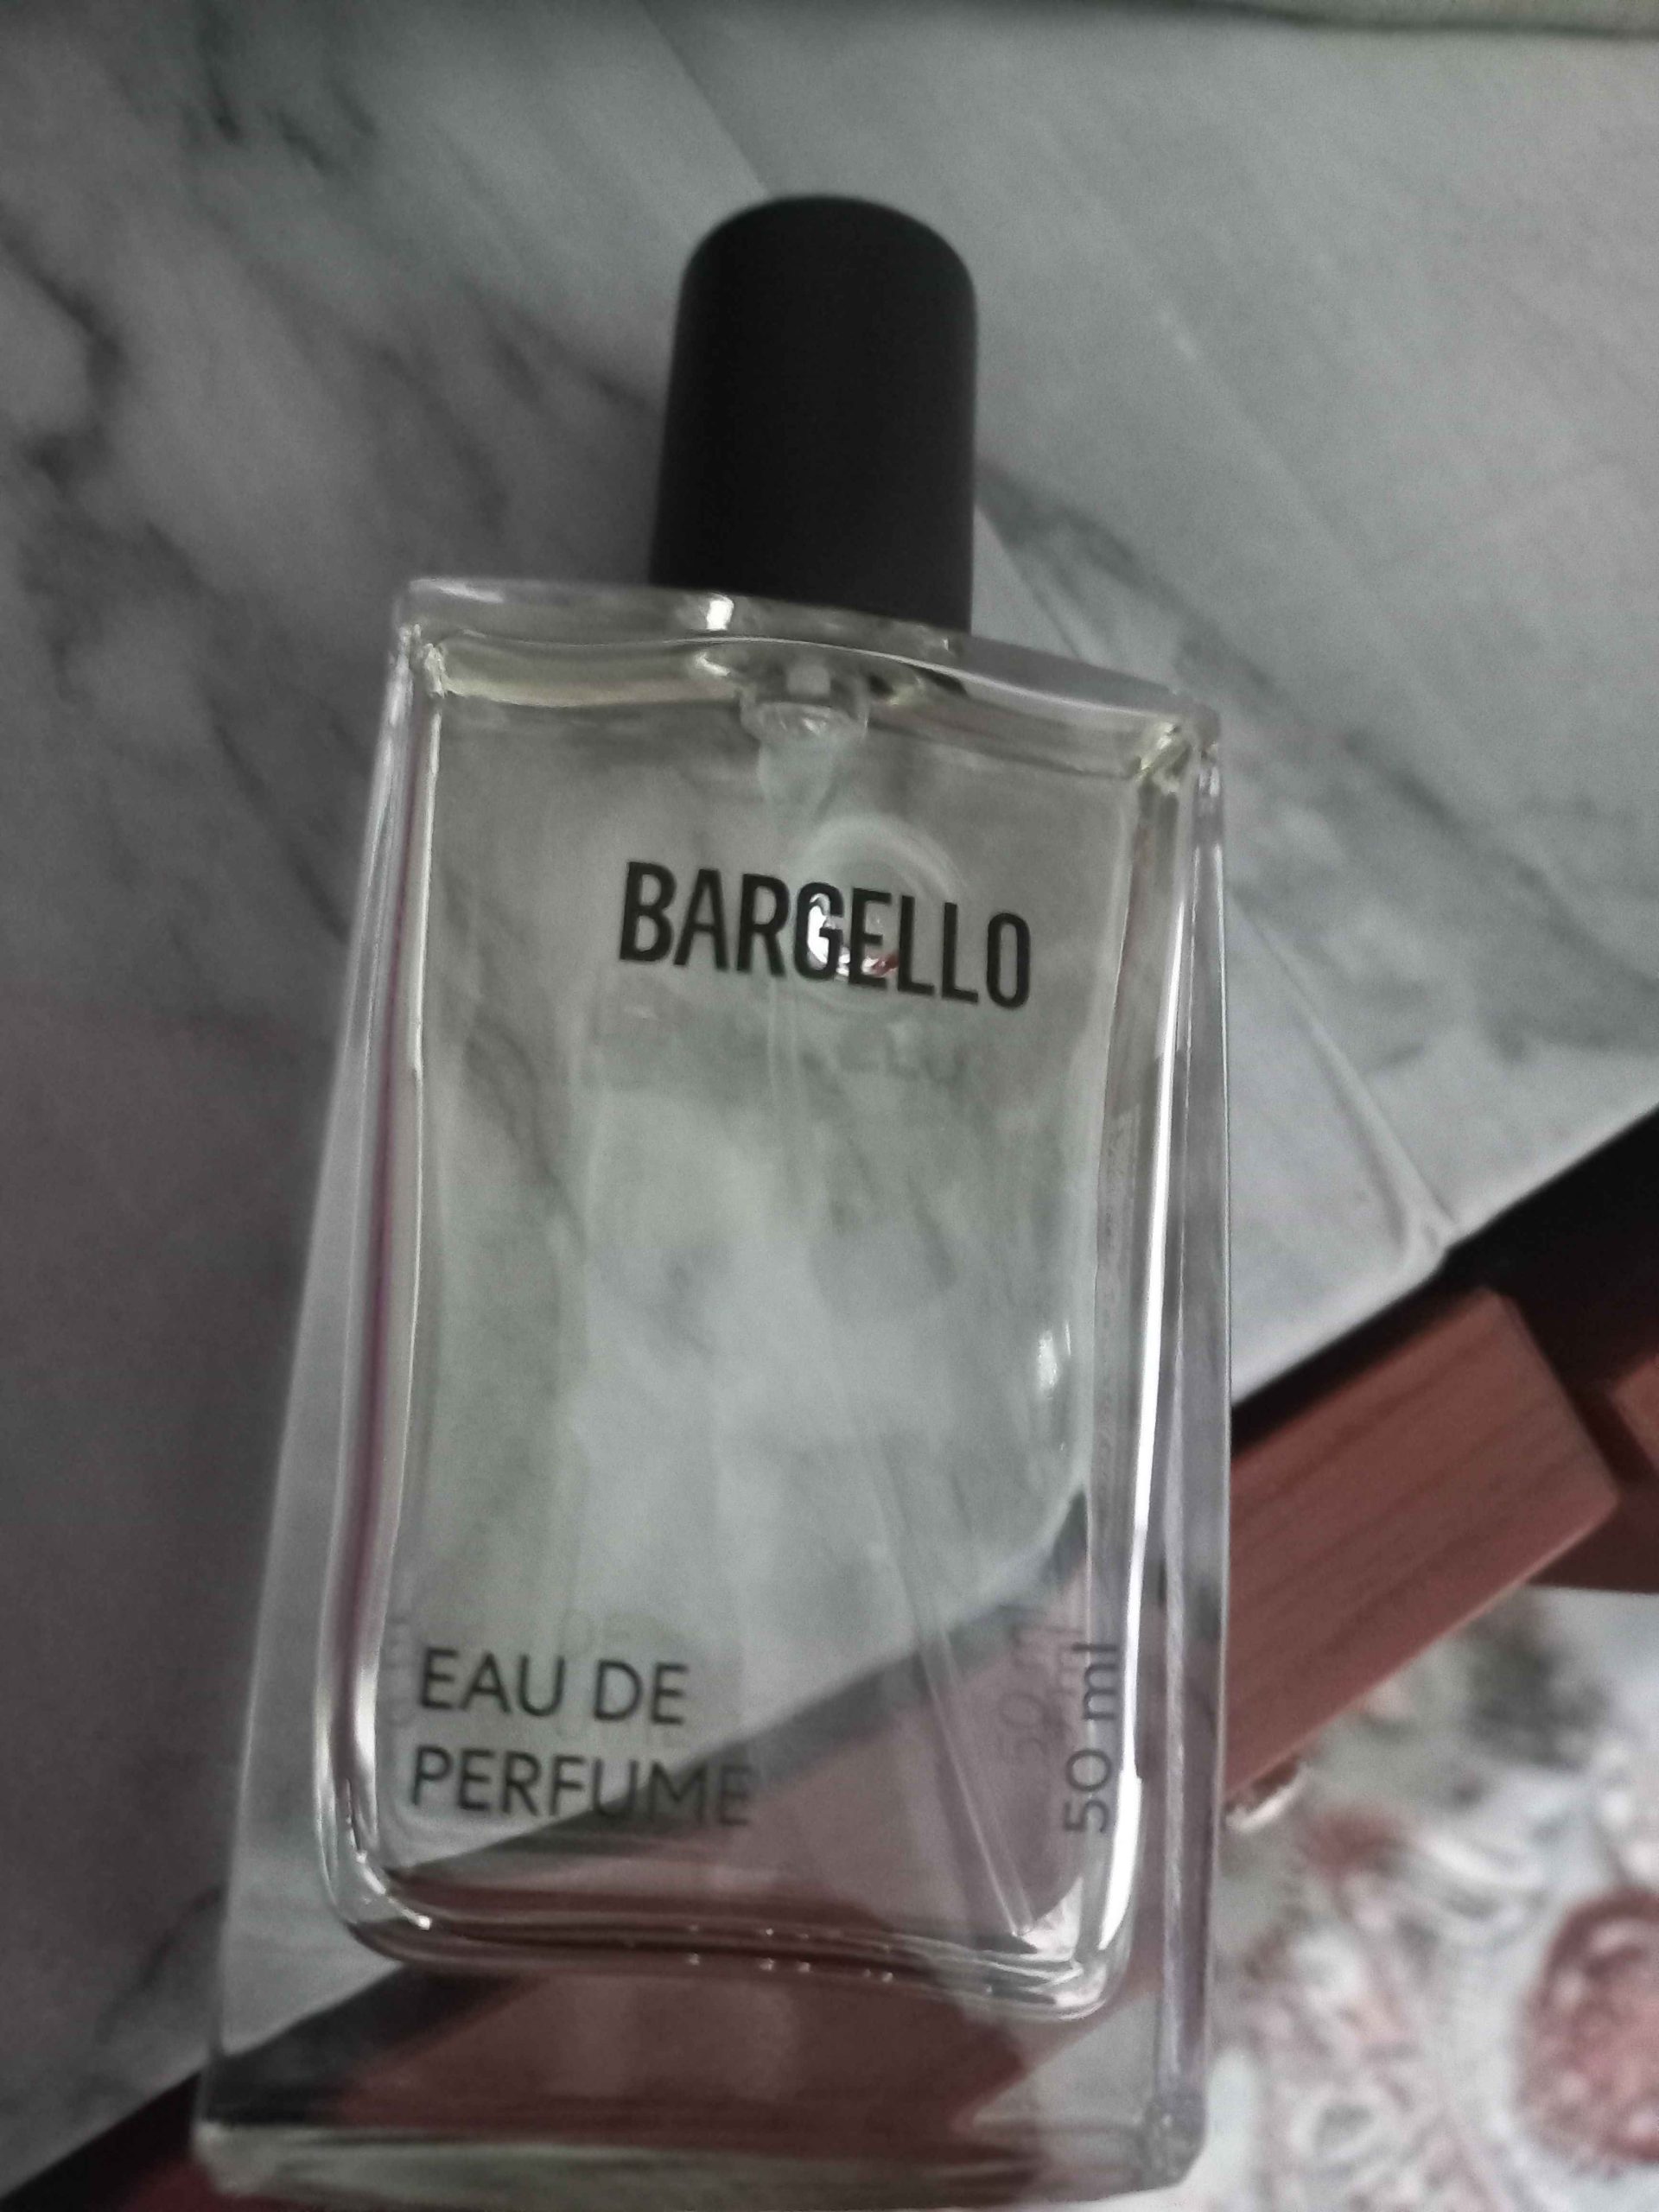 BARGELLO
EAU DE
PERFUME
50 ml